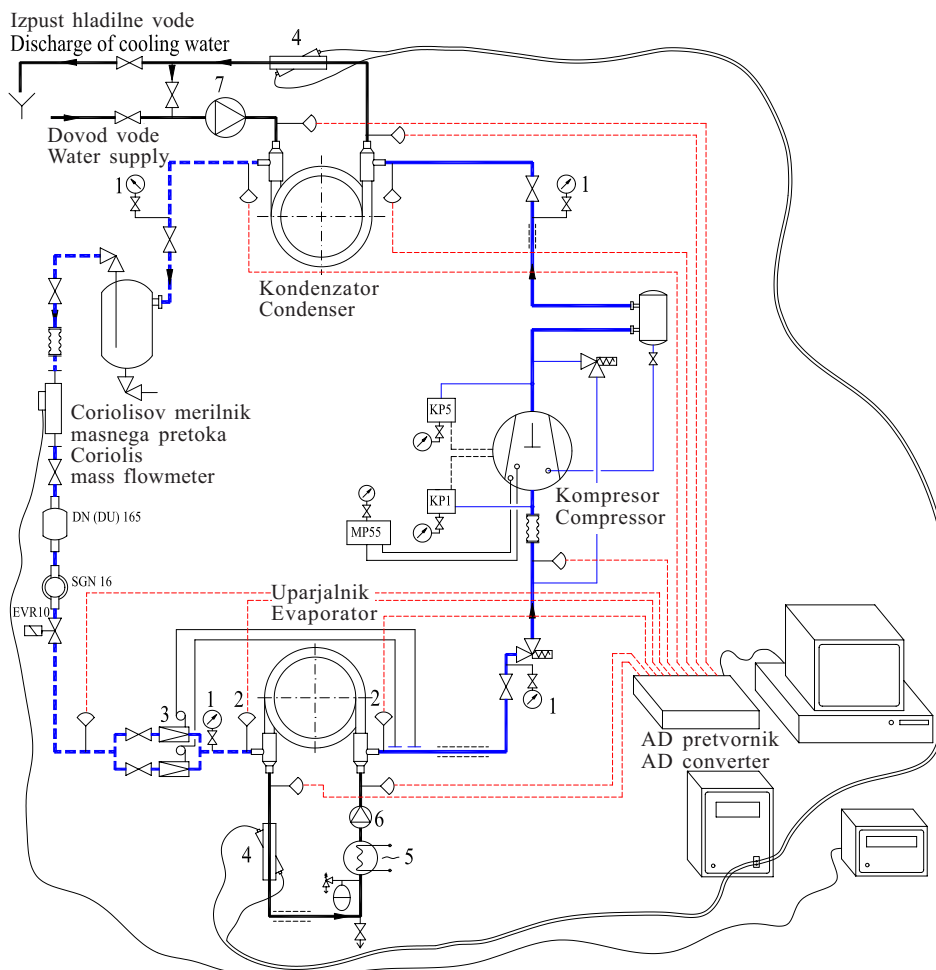 Izpust hladilne vode
Discharge of cooling water
4
7
Dovod vode
Water supply
1
1
Kondenzator
Condenser
Coriolisov merilnik
masnega pretoka
Coriolis
mass flowmeter
KP5
KP1
Kompresor
Compressor
DN (DU) 165
MP55
SGN 16
EVR10
Uparjalnik
Evaporator
3
1
2
2
1
AD pretvornik
AD converter
6
4
5